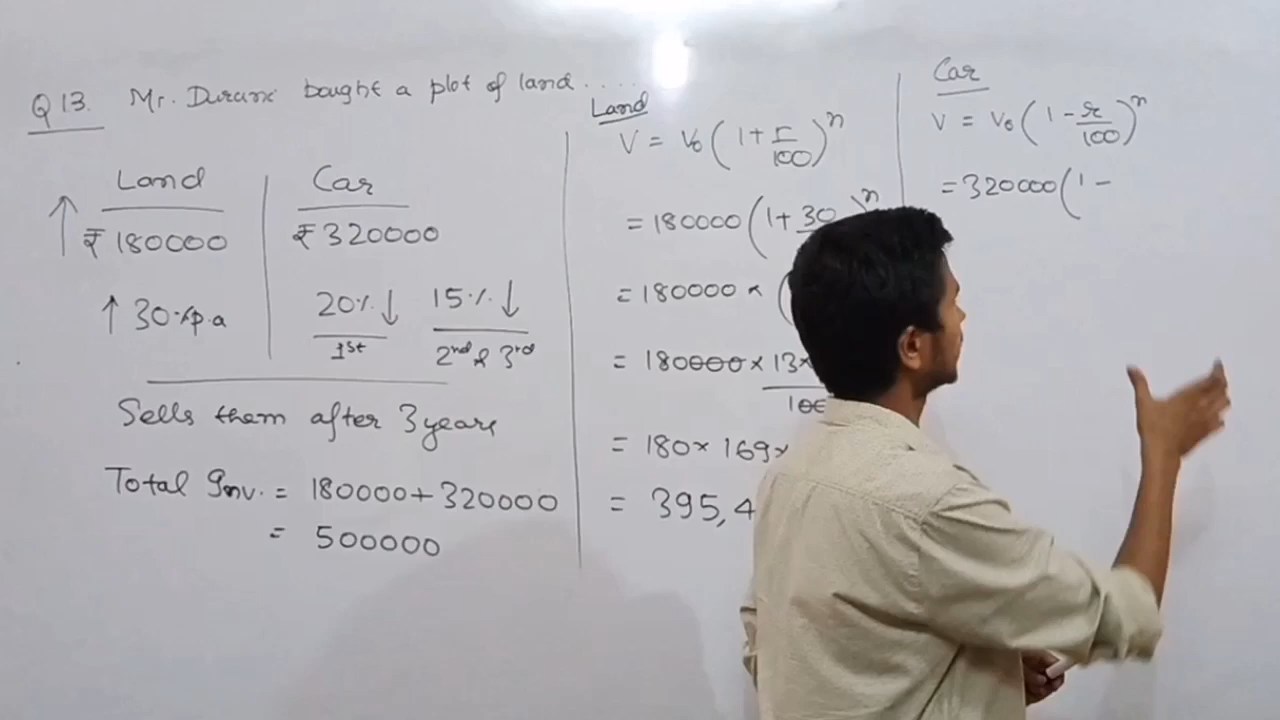 Q 13. Mr. Durani bought a plot of land.....
Land
Car
₹180000
₹320000
↑ 30% p.a
20% ↓
1st
15% ↓
2nd & 3rd
Sells them after 3 years
Total Inv. = 180000 + 320000
= 500000
Land
V = V₀ (1 + r/100)ⁿ
= 180000 (1 + 30
= 180000 × (
= 180000 × 13×
100
= 180 × 169 ×
= 395,4
Car
V = V₀ (1 - r/100)ⁿ
= 320000 (1 -